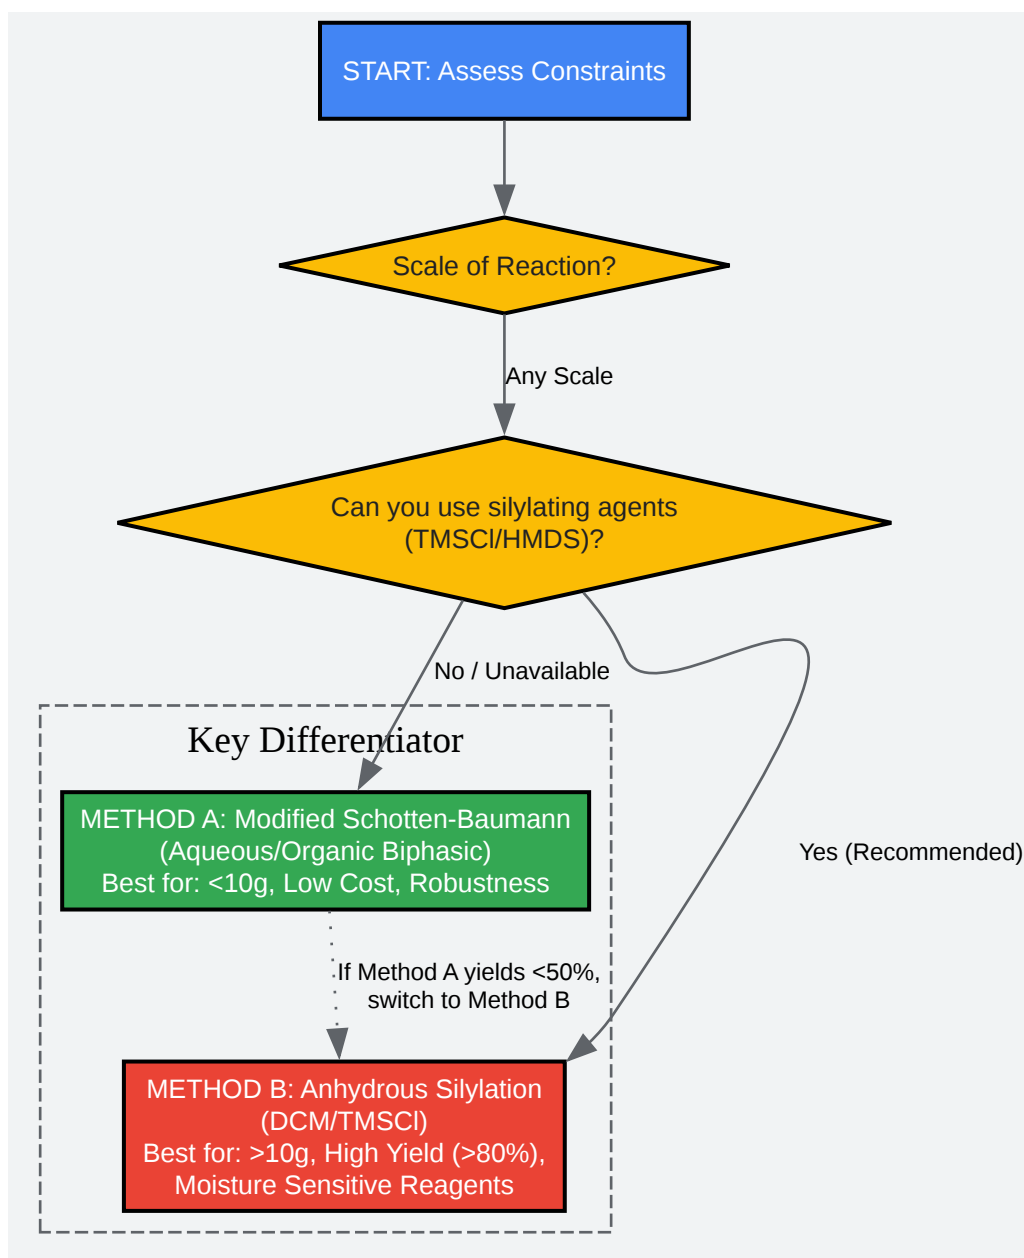 START: Assess Constraints
Scale of Reaction?
Any Scale
Can you use silylating agents
(TMSCl/HMDS)?
No / Unavailable
Key Differentiator
METHOD A: Modified Schotten-Baumann
(Aqueous/Organic Biphasic)
Best for: <10g, Low Cost, Robustness
Yes (Recommended)
If Method A yields <50%,
switch to Method B
METHOD B: Anhydrous Silylation
(DCM/TMSCl)
Best for: >10g, High Yield (>80%),
Moisture Sensitive Reagents